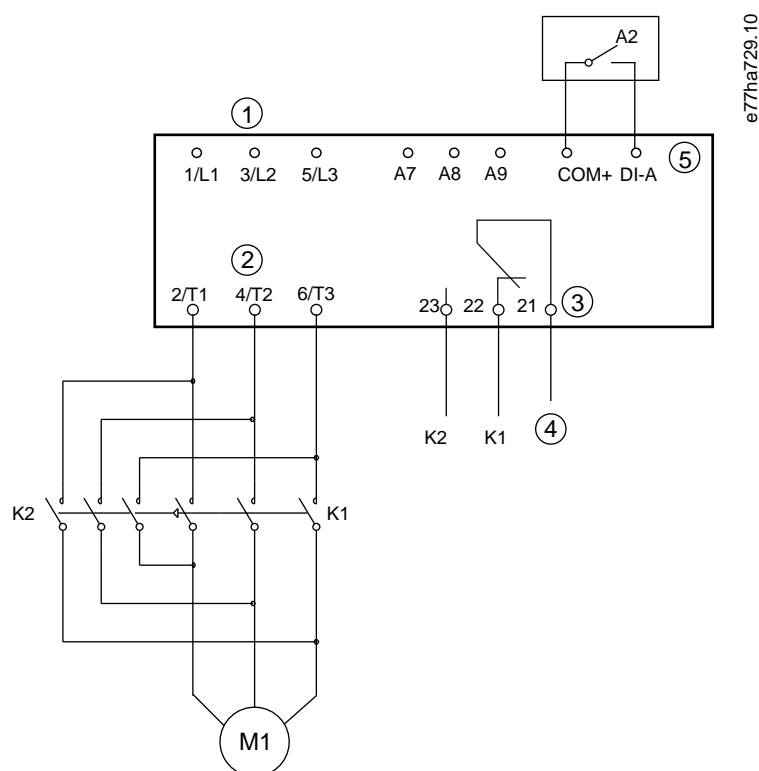 A2
e77ha729.10
1
1/L1 3/L2 5/L3 A7 A8 A9 COM+ DI-A 5
2
2/T1 4/T2 6/T3 23 22 21 3
K2 K1 4
K2 K1
M1